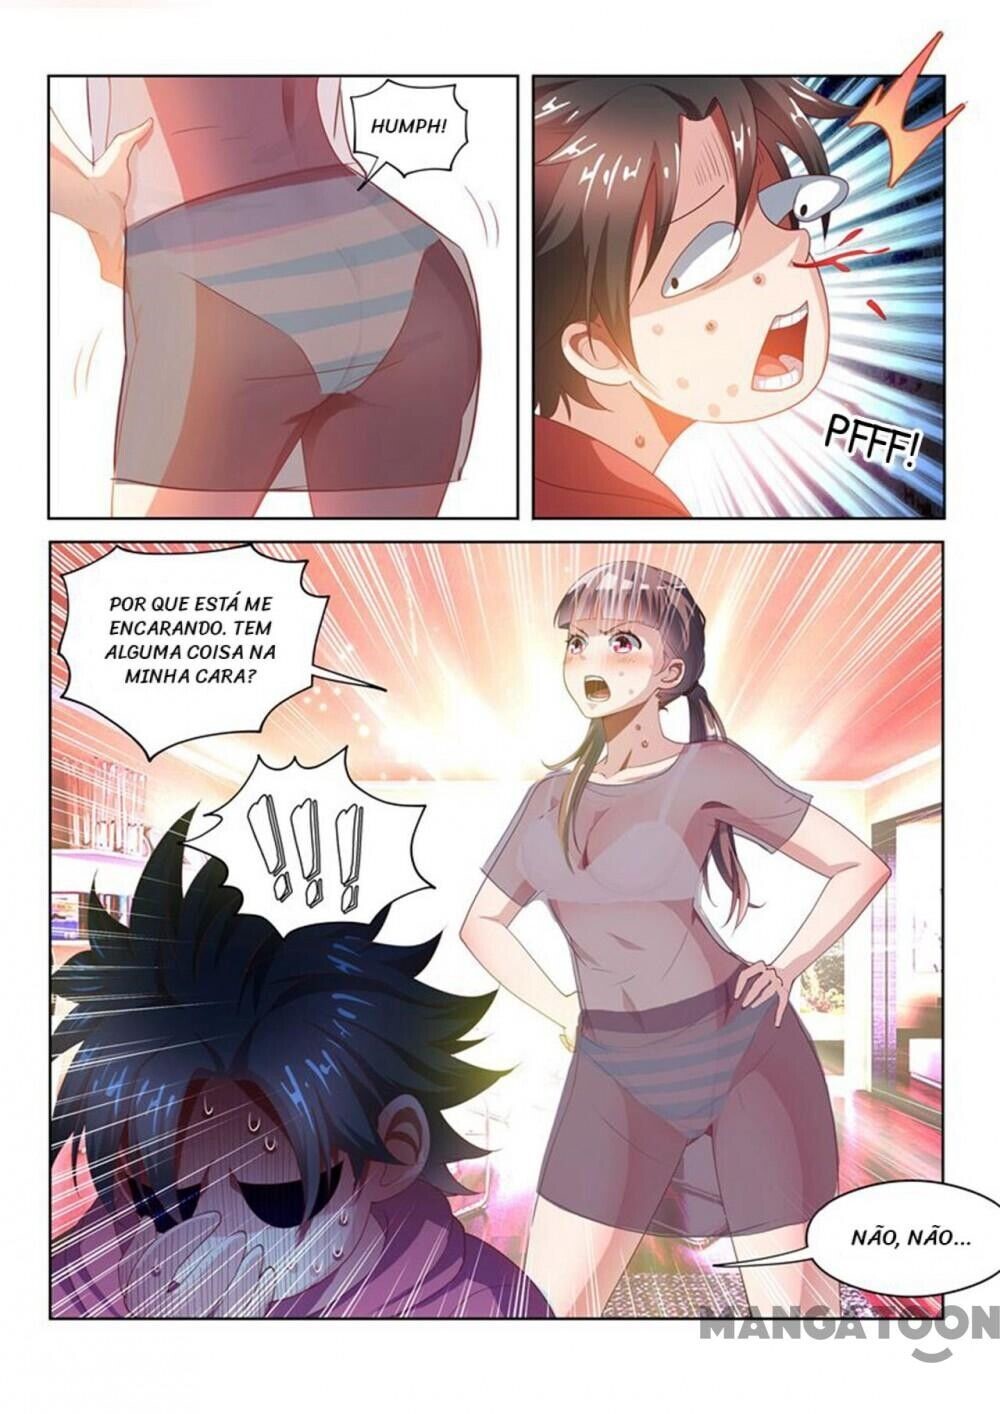 HUMPH!
PFFF!
POR QUE ESTÁ ME
ENCARANDO. TEM
ALGUMA COISA NA
MINHA CARA?
!!!
NÃO, NÃO...
MANGATOON